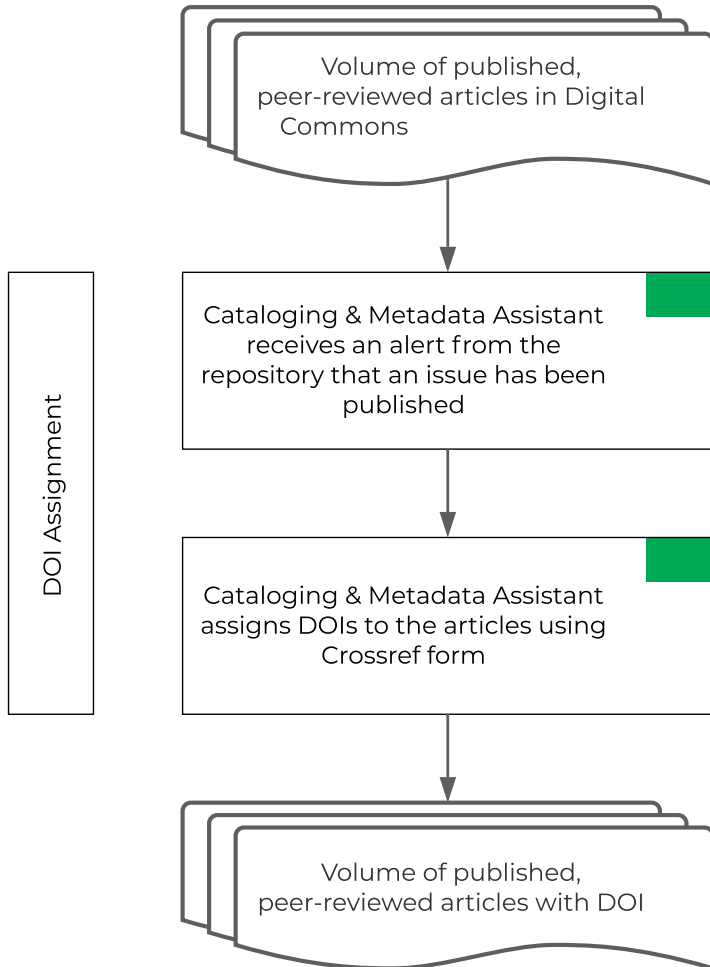 Volume of published,
peer-reviewed articles in Digital
Commons
DOI Assignment
Cataloging & Metadata Assistant
receives an alert from the
repository that an issue has been
published
Cataloging & Metadata Assistant
assigns DOIs to the articles using
Crossref form
Volume of published,
peer-reviewed articles with DOI